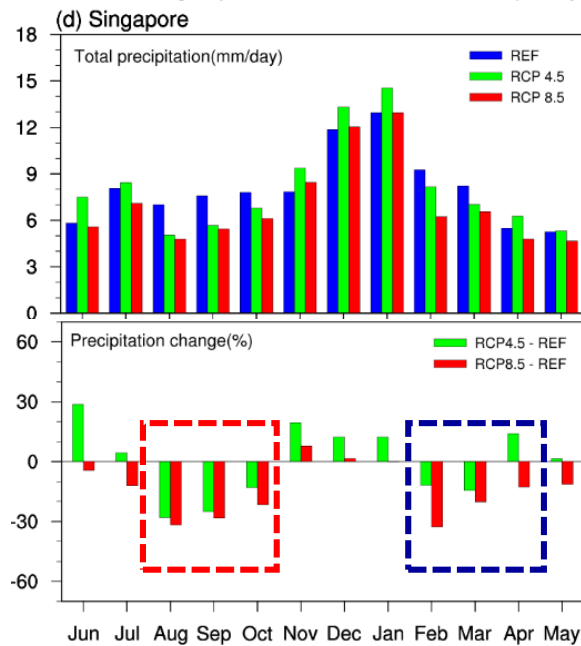 (d) Singapore
18
15
12
9
6
3
0
Total precipitation(mm/day)
REF
RCP 4.5
RCP 8.5
60
30
0
-30
-60
Precipitation change(%)
RCP4.5 - REF
RCP8.5 - REF
Jun Jul Aug Sep Oct Nov Dec Jan Feb Mar Apr May